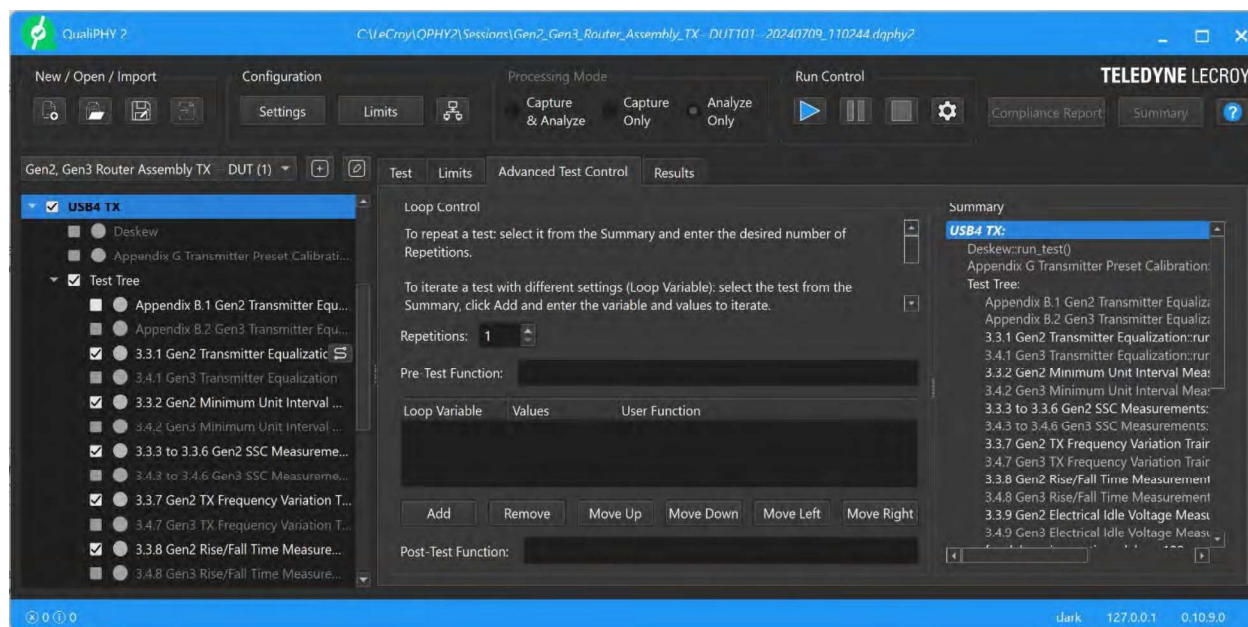 QualiPHY 2
C:\LeCroy\QPHY2\Sessions\Gen2_Gen3_Router_Assembly_TX--DUT101--20240709_110244.dqphy2
New / Open / Import
Configuration
Processing Mode
Run Control
TELEDYNE LECROY
Settings
Limits
Capture & Analyze
Capture Only
Analyze Only
Compliance Report
Summary
?
Gen2, Gen3 Router Assembly TX DUT (1)
Test
Limits
Advanced Test Control
Results
USB4 TX
Deskew
Appendix G Transmitter Preset Calibrati...
Test Tree
Appendix B.1 Gen2 Transmitter Equ...
Appendix B.2 Gen3 Transmitter Equ...
3.3.1 Gen2 Transmitter Equalizatic
3.4.1 Gen3 Transmitter Equalization
3.3.2 Gen2 Minimum Unit Interval ...
3.4.2 Gen3 Minimum Unit Interval ...
3.3.3 to 3.3.6 Gen2 SSC Measureme...
3.4.3 to 3.4.6 Gen3 SSC Measureme...
3.3.7 Gen2 TX Frequency Variation T...
3.4.7 Gen3 TX Frequency Variation T...
3.3.8 Gen2 Rise/Fall Time Measure...
3.4.8 Gen3 Rise/Fall Time Measure...
Loop Control
To repeat a test: select it from the Summary and enter the desired number of
Repetitions.
To iterate a test with different settings (Loop Variable): select the test from the
Summary, click Add and enter the variable and values to iterate.
Repetitions: 1
Pre-Test Function:
Loop Variable Values User Function
Add Remove Move Up Move Down Move Left Move Right
Post-Test Function:
Summary
USB4 TX:
Deskew::run_test()
Appendix G Transmitter Preset Calibration:
Test Tree:
Appendix B.1 Gen2 Transmitter Equaliza
Appendix B.2 Gen3 Transmitter Equaliza
3.3.1 Gen2 Transmitter Equalization::rur
3.4.1 Gen3 Transmitter Equalization::rur
3.3.2 Gen2 Minimum Unit Interval Meas
3.4.2 Gen3 Minimum Unit Interval Meas
3.3.3 to 3.3.6 Gen2 SSC Measurements:
3.4.3 to 3.4.6 Gen3 SSC Measurements:
3.3.7 Gen2 TX Frequency Variation Trair
3.4.7 Gen3 TX Frequency Variation Trair
3.3.8 Gen2 Rise/Fall Time Measurement
3.4.8 Gen3 Rise/Fall Time Measurement
3.3.9 Gen2 Electrical Idle Voltage Measu
3.4.9 Gen3 Electrical Idle Voltage Measu
0 0
dark 127.0.0.1 0.10.9.0